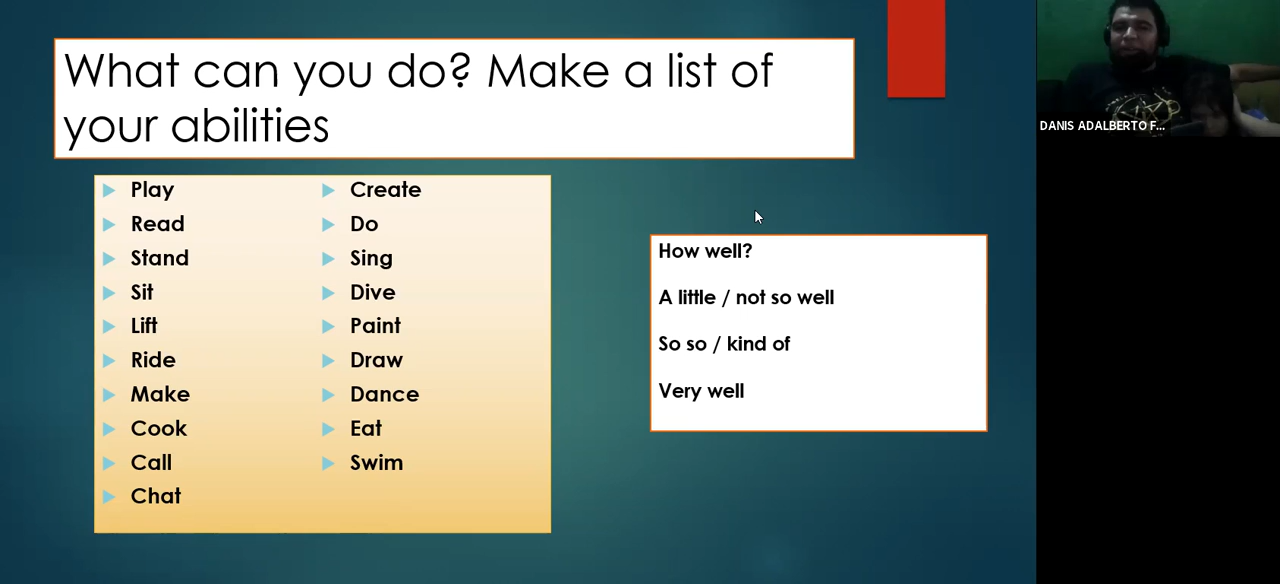 What can you do? Make a list of
your abilities
Play
Read
Stand
Sit
Lift
Ride
Make
Cook
Call
Chat
Create
Do
Sing
Dive
Paint
Draw
Dance
Eat
Swim
How well?
A little / not so well
So so / kind of
Very well
DANIS ADALBERTO F...